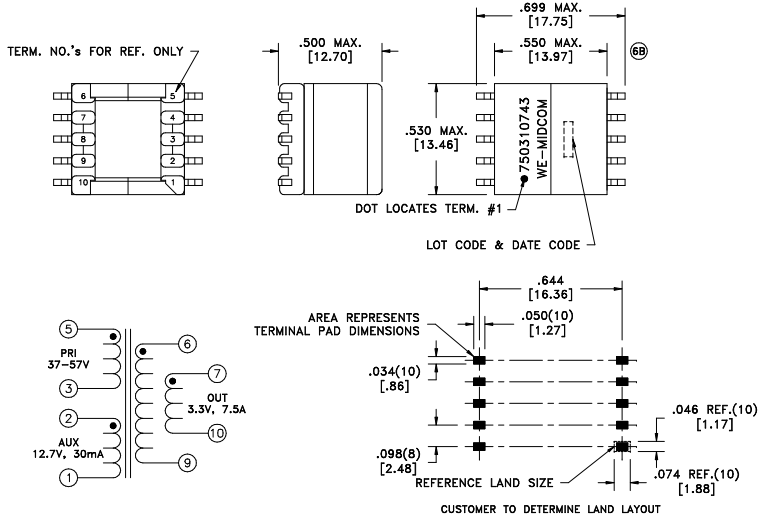 TERM. NO.'s FOR REF. ONLY
6 5
7 4
8 3
9 2
10 1
.500 MAX.
[12.70]
.699 MAX.
[17.75]
.550 MAX.
[13.97]
6B
.530 MAX.
[13.46]
750310743
WE-MIDCOM
DOT LOCATES TERM. #1
LOT CODE & DATE CODE
5
PRI
37-57V
3
2
AUX
12.7V, 30mA
1
6
7
OUT
3.3V, 7.5A
10
9
.644
[16.36]
AREA REPRESENTS
TERMINAL PAD DIMENSIONS
.050(10)
[1.27]
.034(10)
[.86]
.046 REF.(10)
[1.17]
.098(8)
[2.48]
REFERENCE LAND SIZE
.074 REF.(10)
[1.88]
CUSTOMER TO DETERMINE LAND LAYOUT